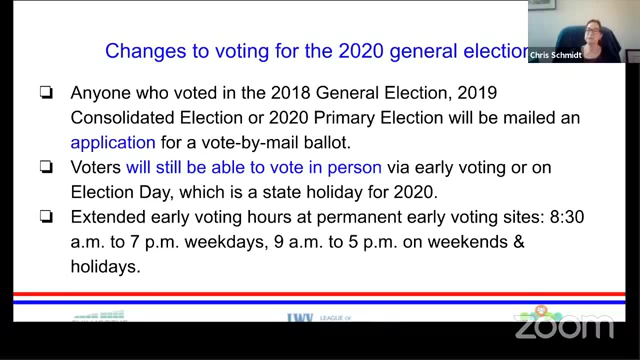 Changes to voting for the 2020 general election
Chris Schmidt
❏ Anyone who voted in the 2018 General Election, 2019
Consolidated Election or 2020 Primary Election will be mailed an
application for a vote-by-mail ballot.
❏ Voters will still be able to vote in person via early voting or on
Election Day, which is a state holiday for 2020.
❏ Extended early voting hours at permanent early voting sites: 8:30
a.m. to 7 p.m. weekdays, 9 a.m. to 5 p.m. on weekends &
holidays.
LWV LEAGUE OF
zoom